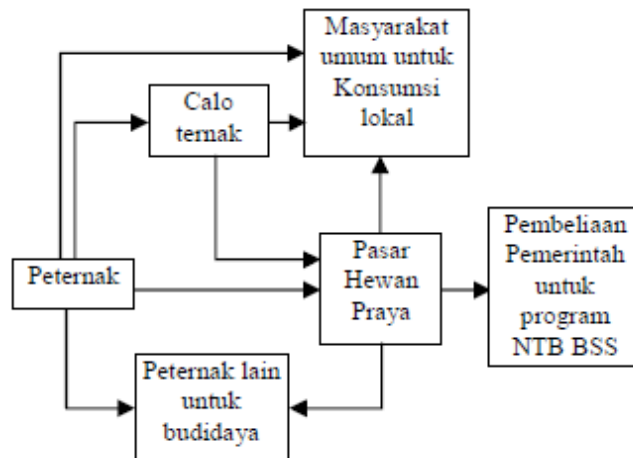 Masyarakat
umum untuk
Konsumsi
lokal
Calo
ternak
Peternak
Pasar
Hewan
Praya
Pembeliaan
Pemerintah
untuk
program
NTB BSS
Peternak lain
untuk
budidaya